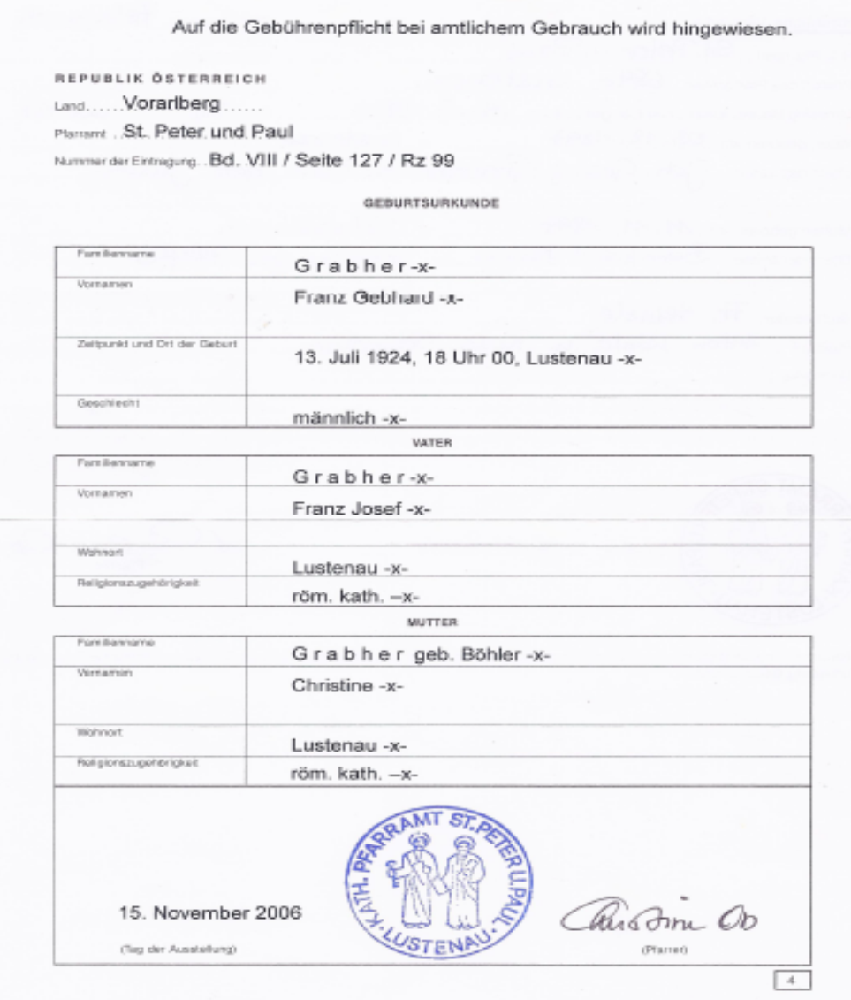 Auf die Gebührenpflicht bei amtlichem Gebrauch wird hingewiesen.
REPUBLIK ÖSTERREICH
Land......Vorarlberg......
Pfarramt ..St. Peter und Paul
Nummer der Eintragung..Bd. VIII / Seite 127 / Rz 99
GEBURTSURKUNDE
Familienname
G r a b h e r -x-
Vornamen
Franz Gebhard -x-
Zeitpunkt und Ort der Geburt
13. Juli 1924, 18 Uhr 00, Lustenau -x-
Geschlecht
männlich -x-
VATER
Familienname
G r a b h e r -x-
Vornamen
Franz Josef -x-
Wohnort
Lustenau -x-
Religionszugehörigkeit
röm. kath. –x-
MUTTER
Familienname
G r a b h e r geb. Böhler -x-
Vornamen
Christine -x-
Wohnort
Lustenau -x-
Religionszugehörigkeit
röm. kath. –x-
KATH. PFARRAMT ST. PETER U. PAUL
LUSTENAU
15. November 2006
(Tag der Ausstellung)
(Pfarrer)
4